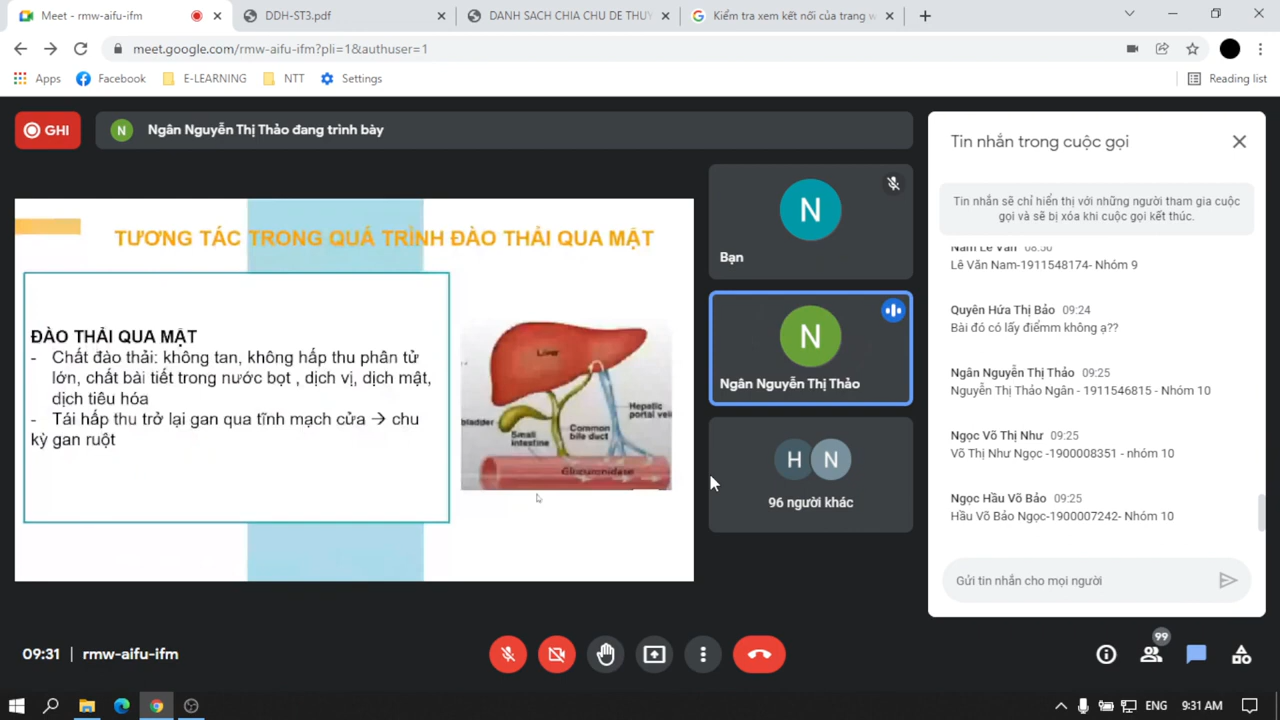 Meet - rmw-aifu-ifm
DDH-ST3.pdf
DANH SACH CHIA CHU DE THUY
Kiểm tra xem kết nối của trang w
meet.google.com/rmw-aifu-ifm?pli=1&authuser=1
Apps
Facebook
E-LEARNING
NTT
Settings
Reading list
GHI
N
Ngân Nguyễn Thị Thảo đang trình bày
TƯƠNG TÁC TRONG QUÁ TRÌNH ĐÀO THẢI QUA MẬT
ĐÀO THẢI QUA MẬT
- Chất đào thải: không tan, không hấp thu phân tử
lớn, chất bài tiết trong nước bọt , dịch vị, dịch mật,
dịch tiêu hóa
- Tái hấp thu trở lại gan qua tĩnh mạch cửa → chu
kỳ gan ruột
Liver
bladder
Small
intestine
Common
bile duct
Hepatic
portal vei
Glucuronidase
N
Bạn
N
Ngân Nguyễn Thị Thảo
H
N
96 người khác
Tin nhắn trong cuộc gọi
Tin nhắn sẽ chỉ hiển thị với những người tham gia cuộc
gọi và sẽ bị xóa khi cuộc gọi kết thúc.
Nam Lê Văn 08:50
Lê Văn Nam-1911548174- Nhóm 9
Quyên Hứa Thị Bảo 09:24
Bài đó có lấy điểmm không ạ??
Ngân Nguyễn Thị Thảo 09:25
Nguyễn Thị Thảo Ngân - 1911546815 - Nhóm 10
Ngọc Võ Thị Như 09:25
Võ Thị Như Ngọc -1900008351 - nhóm 10
Ngọc Hầu Võ Bảo 09:25
Hầu Võ Bảo Ngọc-1900007242- Nhóm 10
Gửi tin nhắn cho mọi người
09:31 | rmw-aifu-ifm
99
ENG
9:31 AM